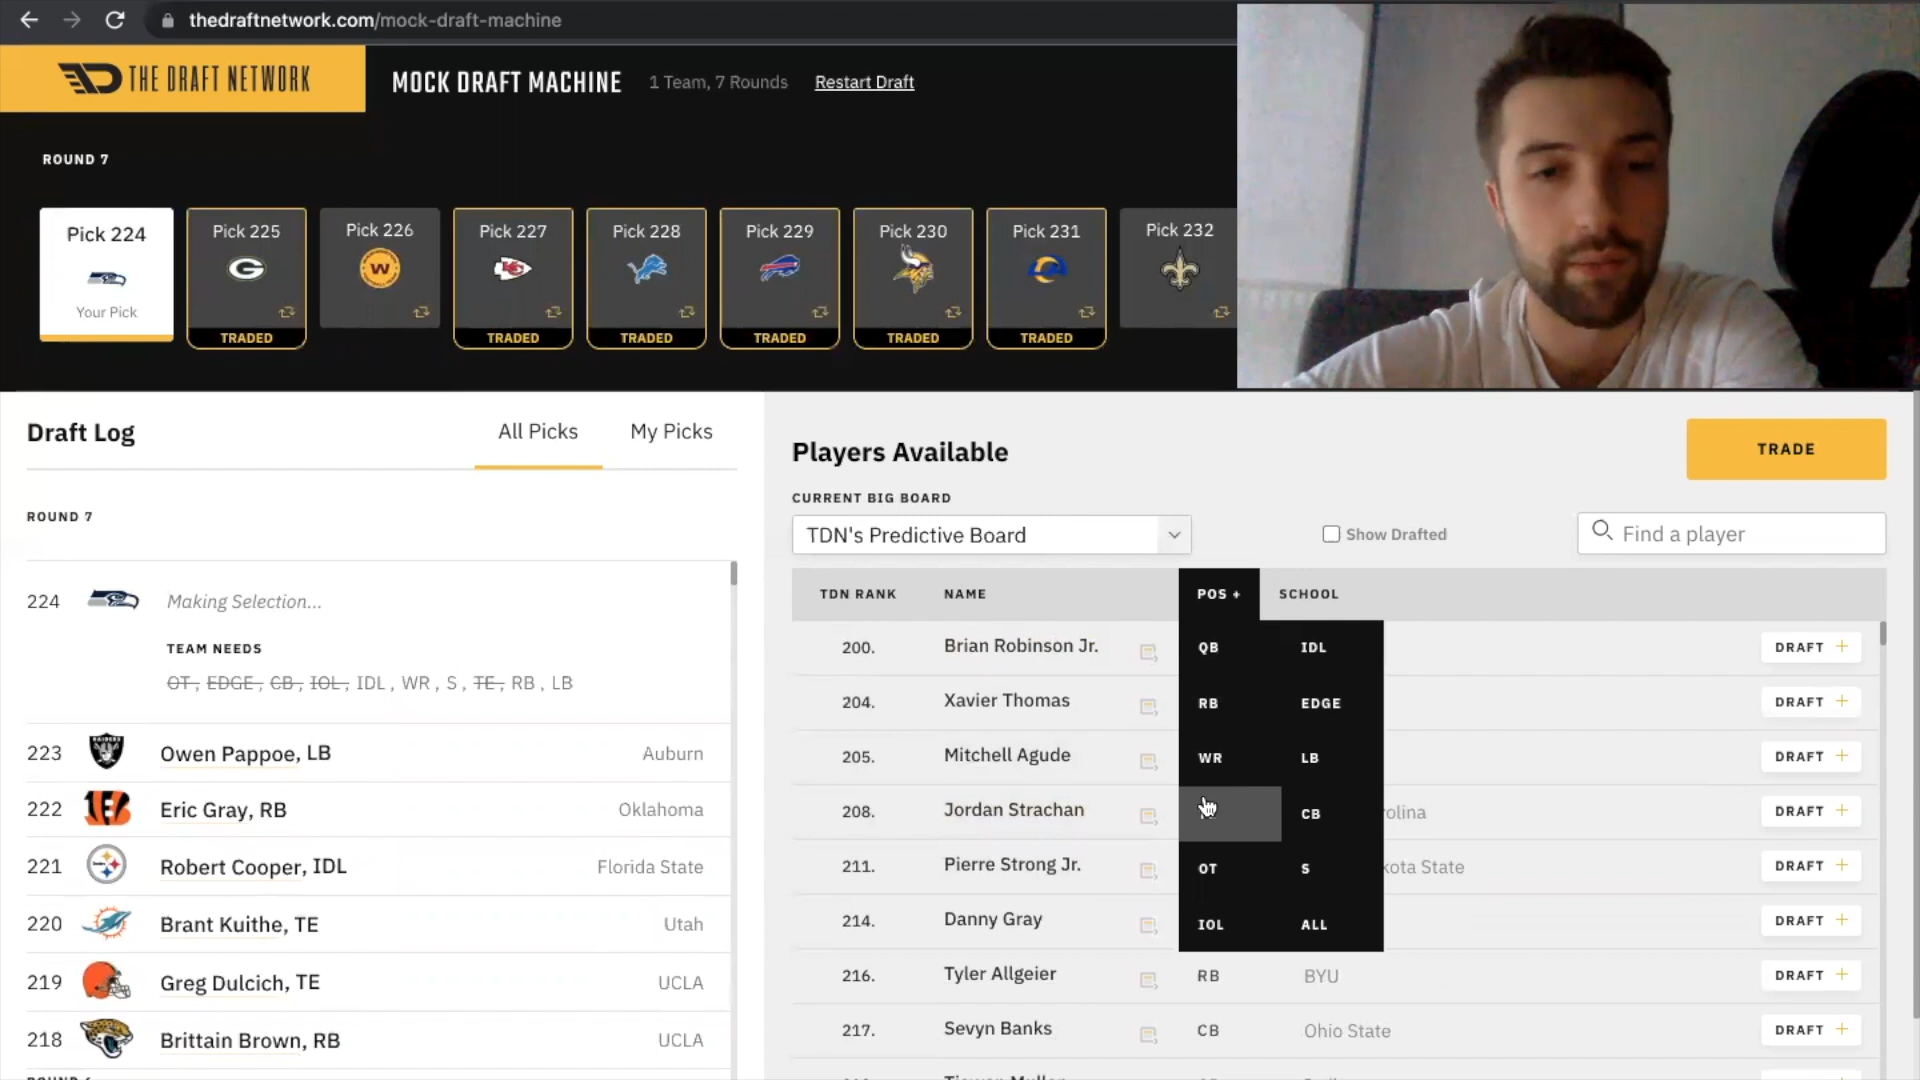 thedraftnetwork.com/mock-draft-machine
THE DRAFT NETWORK
MOCK DRAFT MACHINE
1 Team, 7 Rounds
Restart Draft
ROUND 7
Pick 224
Your Pick
Pick 225
TRADED
Pick 226
W
Pick 227
TRADED
Pick 228
TRADED
Pick 229
TRADED
Pick 230
TRADED
Pick 231
TRADED
Pick 232
Draft Log
All Picks
My Picks
ROUND 7
224
Making Selection...
TEAM NEEDS
OT , EDGE , CB , IOL , IDL , WR , S , TE , RB , LB
223 Owen Pappoe, LB Auburn
222 Eric Gray, RB Oklahoma
221 Robert Cooper, IDL Florida State
220 Brant Kuithe, TE Utah
219 Greg Dulcich, TE UCLA
218 Brittain Brown, RB UCLA
Players Available
TRADE
CURRENT BIG BOARD
TDN's Predictive Board
Show Drafted
Find a player
TDN RANK NAME POS + SCHOOL
200. Brian Robinson Jr. DRAFT +
204. Xavier Thomas DRAFT +
205. Mitchell Agude DRAFT +
208. Jordan Strachan rolina DRAFT +
211. Pierre Strong Jr. kota State DRAFT +
214. Danny Gray DRAFT +
216. Tyler Allgeier RB BYU DRAFT +
217. Sevyn Banks CB Ohio State DRAFT +
QB IDL
RB EDGE
WR LB
CB
OT S
IOL ALL